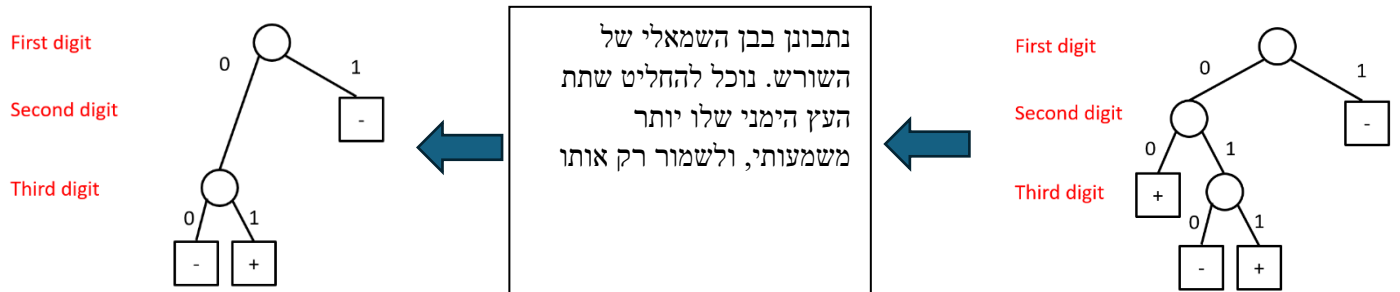 First digit
0
1
Second digit
-
Third digit
0
1
-
+
נתבונן בבן השמאלי של
השורש. נוכל להחליט שתת
העץ הימני שלו יותר
משמעותי, ולשמור רק אותו
First digit
0
1
Second digit
-
0
1
Third digit
+
0
1
-
+